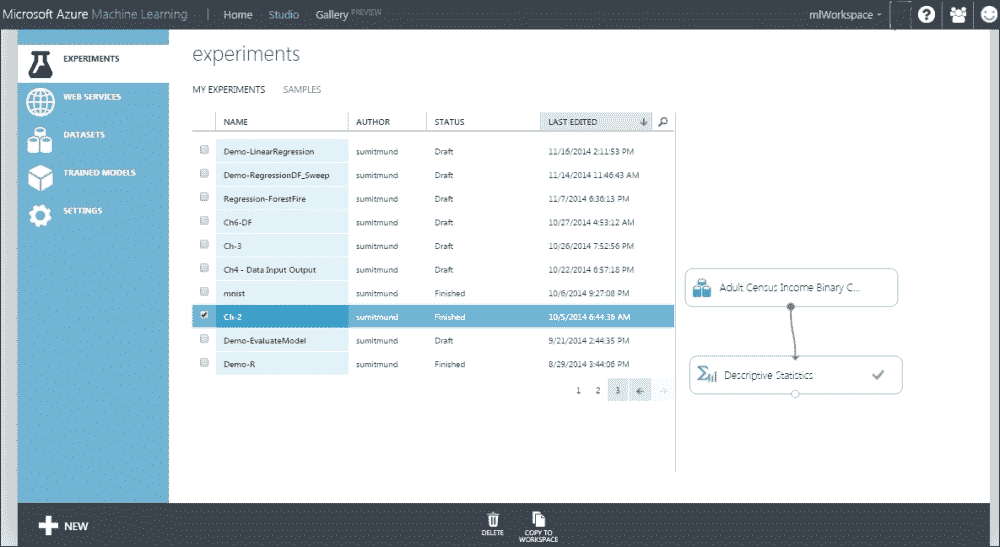 Microsoft Azure Machine Learning | Home Studio Gallery PREVIEW mlWorkspace
EXPERIMENTS
WEB SERVICES
DATASETS
TRAINED MODELS
SETTINGS
experiments
MY EXPERIMENTS SAMPLES
NAME AUTHOR STATUS LAST EDITED
Demo-LinearRegression sumitmund Draft 11/16/2014 2:11:53 PM
Demo-RegressionDF_Sweep sumitmund Draft 11/14/2014 11:46:43 AM
Regression-ForestFire sumitmund Draft 11/7/2014 6:36:13 PM
Ch6-DF sumitmund Draft 10/27/2014 4:53:12 AM
Ch-3 sumitmund Draft 10/26/2014 7:52:56 PM
Ch4 - Data Input Output sumitmund Draft 10/22/2014 6:57:18 PM
mnist sumitmund Finished 10/6/2014 9:27:08 PM
Ch-2 sumitmund Finished 10/5/2014 6:44:36 AM
Demo-EvaluateModel sumitmund Draft 9/21/2014 2:44:35 PM
Demo-R sumitmund Finished 8/29/2014 3:44:06 PM
1 2 3
Adult Census Income Binary C...
Descriptive Statistics
NEW
DELETE
COPY TO
WORKSPACE